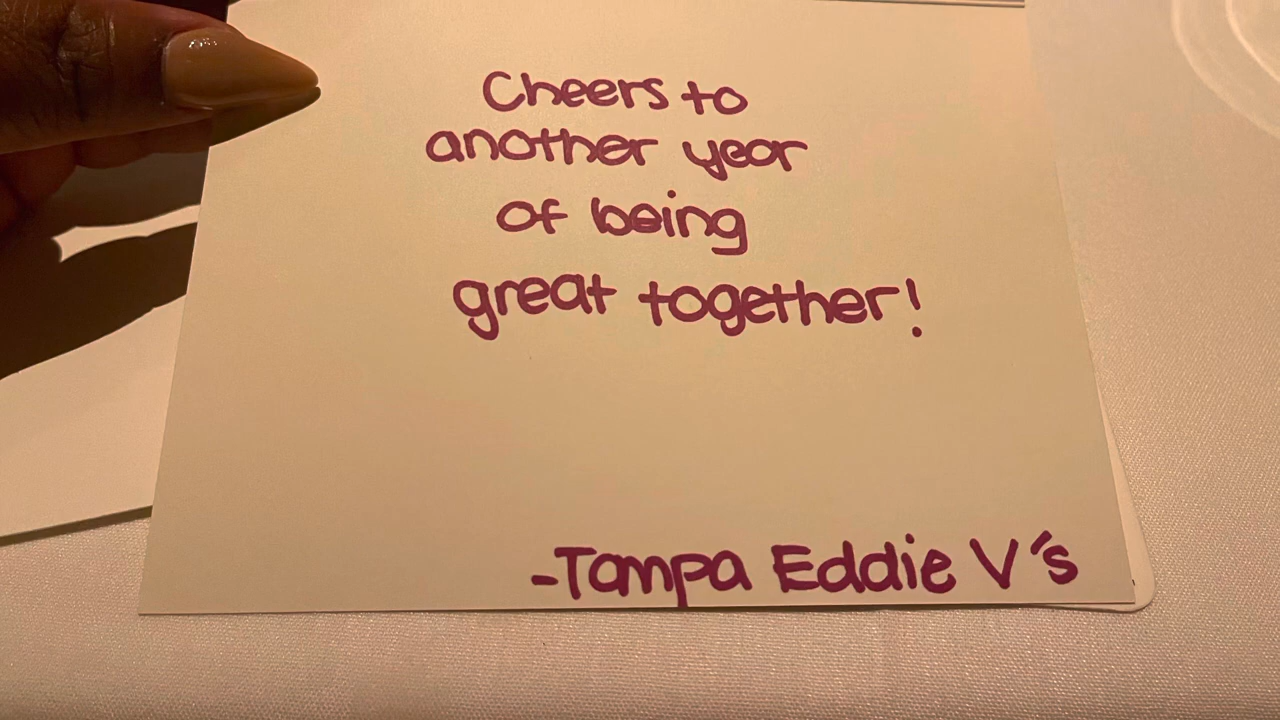 Cheers to
another year
of being
great together!
-Tampa Eddie V's